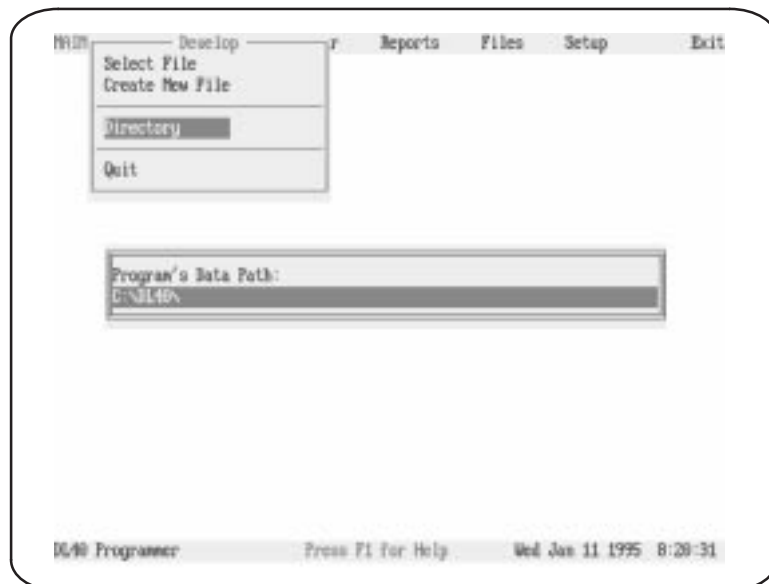 MAIN Develop r Reports Files Setup Exit
Select File
Create New File
Directory
Quit
Program's Data Path:
C:\DL40\
DL40 Programmer Press F1 for Help Wed Jan 11 1995 8:28:31